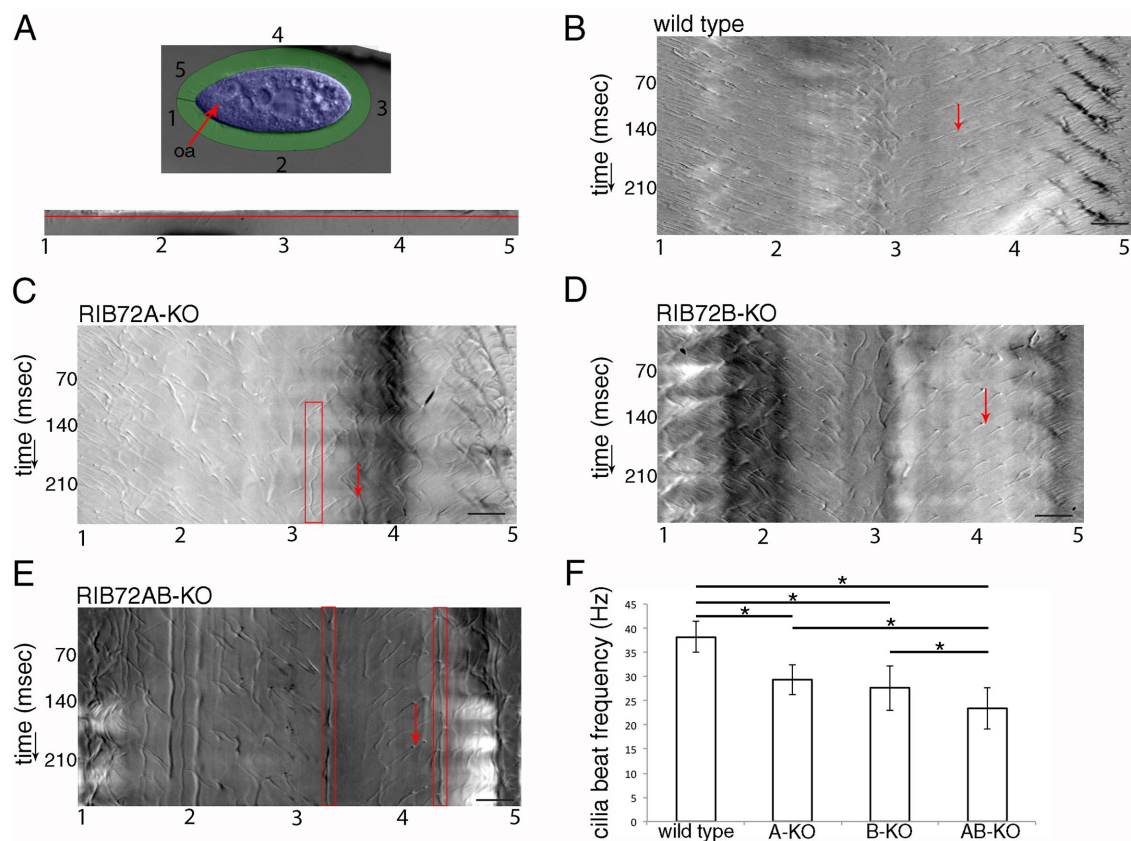 A
4
5
1
3
oa
2
1 2 3 4 5
B
wild type
time (msec)
70
140
210
1 2 3 4 5
C
RIB72A-KO
time (msec)
70
140
210
1 2 3 4 5
D
RIB72B-KO
time (msec)
70
140
210
1 2 3 4 5
E
RIB72AB-KO
time (msec)
70
140
210
1 2 3 4 5
F
cilia beat frequency (Hz)
45
40
35
30
25
20
15
10
5
0
*
*
*
*
*
wild type A-KO B-KO AB-KO